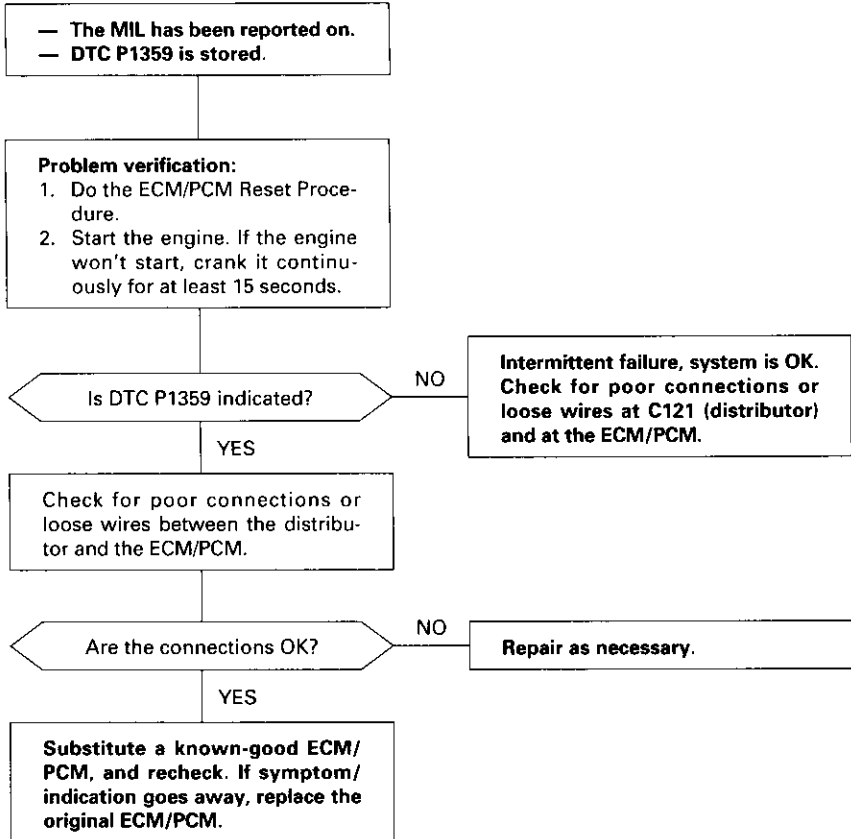 — The MIL has been reported on.
— DTC P1359 is stored.
Problem verification:
1. Do the ECM/PCM Reset Proce-
dure.
2. Start the engine. If the engine
won't start, crank it continu-
ously for at least 15 seconds.
Is DTC P1359 indicated?
NO
Intermittent failure, system is OK.
Check for poor connections or
loose wires at C121 (distributor)
and at the ECM/PCM.
YES
Check for poor connections or
loose wires between the distribu-
tor and the ECM/PCM.
Are the connections OK?
NO
Repair as necessary.
YES
Substitute a known-good ECM/
PCM, and recheck. If symptom/
indication goes away, replace the
original ECM/PCM.